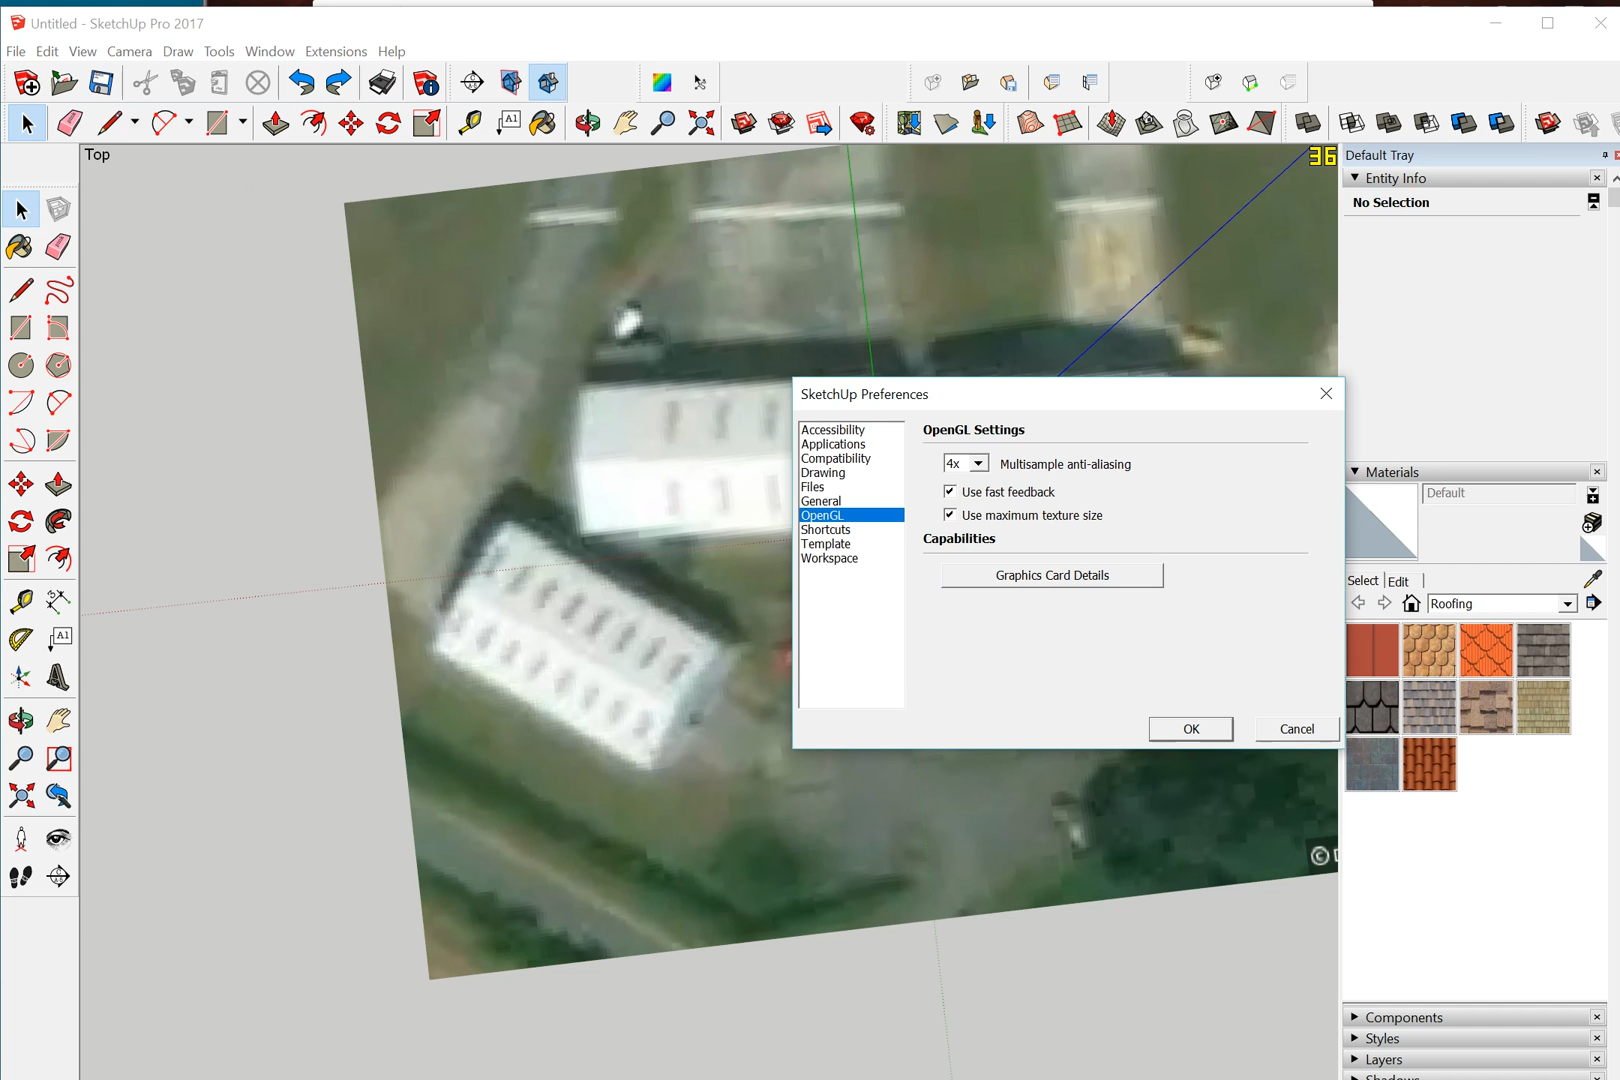 Untitled - SketchUp Pro 2017
File Edit View Camera Draw Tools Window Extensions Help
A1
Top
36
Default Tray
Entity Info
No Selection
SketchUp Preferences
Accessibility
Applications
Compatibility
Drawing
Files
General
OpenGL
Shortcuts
Template
Workspace
OpenGL Settings
4x Multisample anti-aliasing
Use fast feedback
Use maximum texture size
Capabilities
Graphics Card Details
OK Cancel
Materials
Default
Select Edit
Roofing
A1
©
Components
Styles
Layers
Shadows